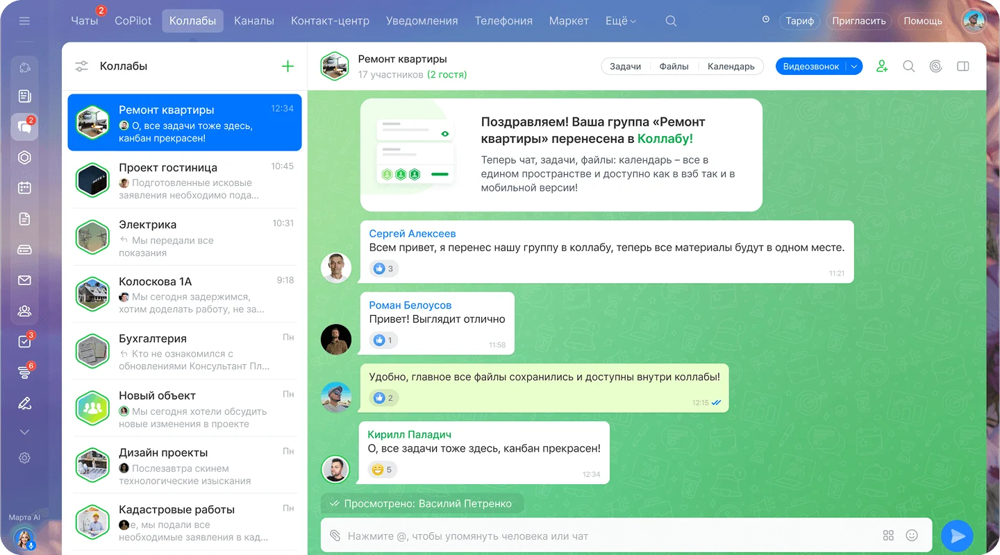 Чаты 2 CoPilot Коллабы Каналы Контакт-центр Уведомления Телефония Маркет Ещё Тариф Пригласить Помощь
2
3
6
Марта AI
Коллабы
Ремонт квартиры 12:34
О, все задачи тоже здесь,
канбан прекрасен!
Проект гостиница 10:45
Подготовленные исковые
заявления необходимо пода...
Электрика 10:31
Мы передали все
показания
Колоскова 1А 9:18
Мы сегодня задержимся,
хотим доделать работу, не за...
Бухгалтерия Пн
Кто не ознакомился с
обновлениями Консультант Пл...
Новый объект Пн
Мы сегодня хотели обсудить
новые изменения в проекте
Дизайн проекты Пн
Послезавтра скинем
технологические изыскания
Кадастровые работы Пн
е, мы подали все
необходимые заявления в кад...
Ремонт квартиры
17 участников (2 гостя)
Задачи Файлы Календарь Видеозвонок
Поздравляем! Ваша группа «Ремонт
квартиры» перенесена в Коллабу!
Теперь чат, задачи, файлы: календарь – все в
едином пространстве и доступно как в вэб так и в
мобильной версии!
Сергей Алексеев
Всем привет, я перенес нашу группу в коллабу, теперь все материалы будут в одном месте.
3
11:21
Роман Белоусов
Привет! Выглядит отлично
1
11:58
Удобно, главное все файлы сохранились и доступны внутри коллабы!
2
12:15
Кирилл Паладич
О, все задачи тоже здесь, канбан прекрасен!
5
12:34
Просмотрено: Василий Петренко
Нажмите @, чтобы упомянуть человека или чат